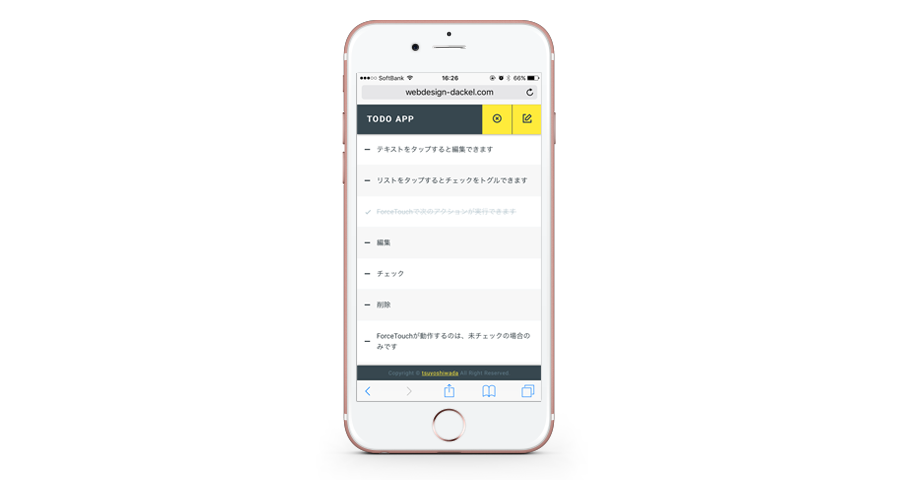 SoftBank 16:26 66%
webdesign-dackel.com
TODO APP
テキストをタップすると編集できます
リストをタップするとチェックをトグルできます
ForceTouchで次のアクションが実行できます
編集
チェック
削除
ForceTouchが動作するのは、未チェックの場合の
みです
Copyright © tsuyoshiwada All Right Reserved.